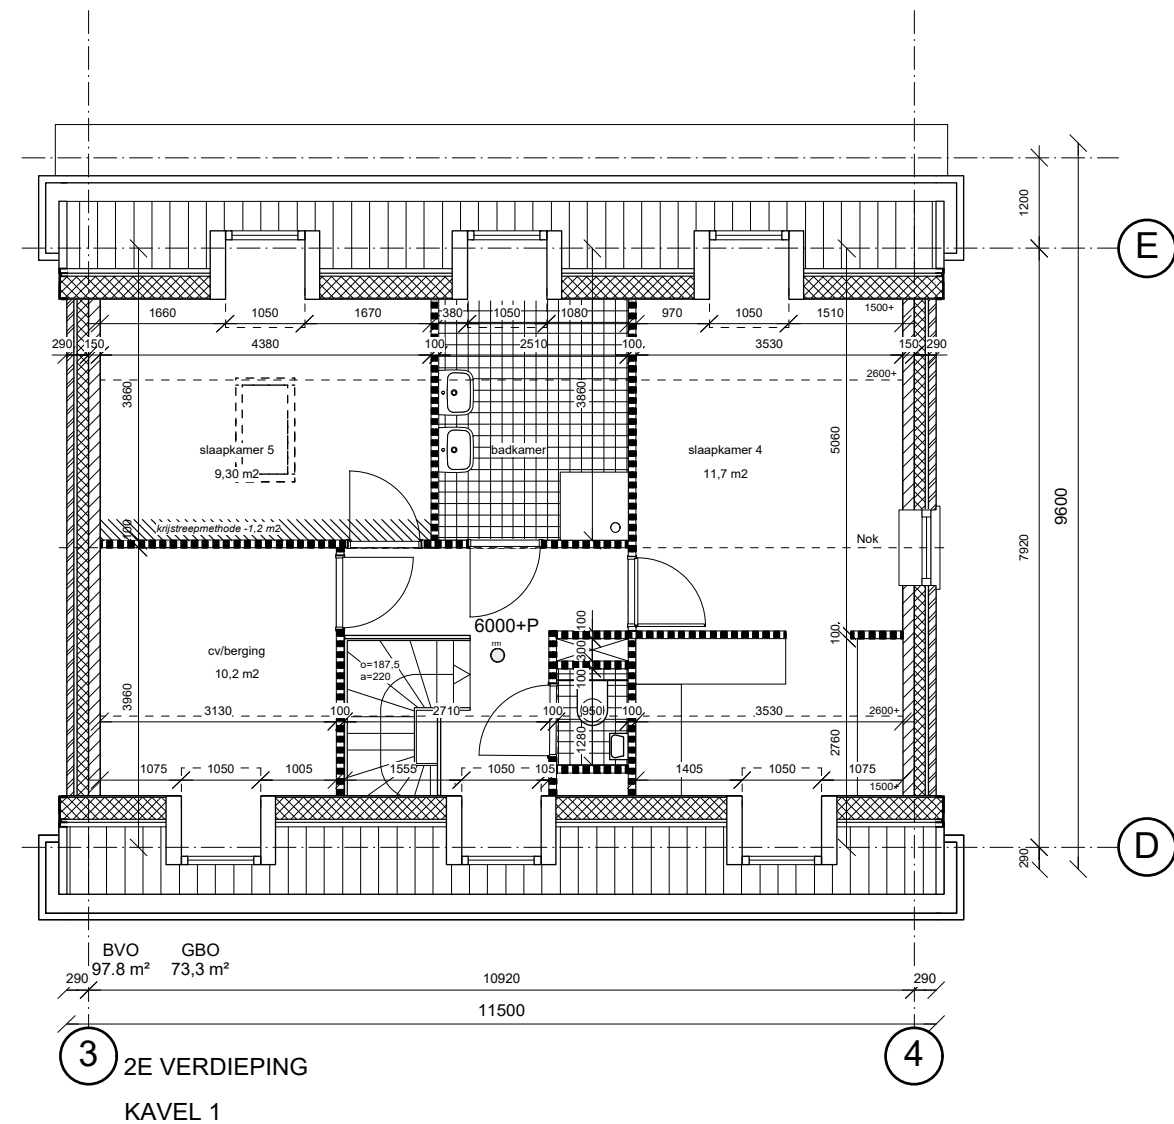 1200
E
1660
1050
1670
380
1050
1080
970
1050
1510
1500+
290
150
4380
100
2510
100
3530
150
290
2600+
3860
3860
5060
slaapkamer 5
9,30 m2
badkamer
slaapkamer 4
11,7 m2
9600
7920
krijstreepmethode -1,2 m2
100
Nok
6000+P
rm
100
300
100
100
cv/berging
10,2 m2
o=187,5
a=220
3960
3130
100
2710
100
950
100
3530
2600+
1280
2760
1075
1050
1005
1555
1050
105
1405
1050
1075
1500+
D
290
BVO
97.8 m²
GBO
73,3 m²
290
10920
290
11500
3
4
2E VERDIEPING
KAVEL 1